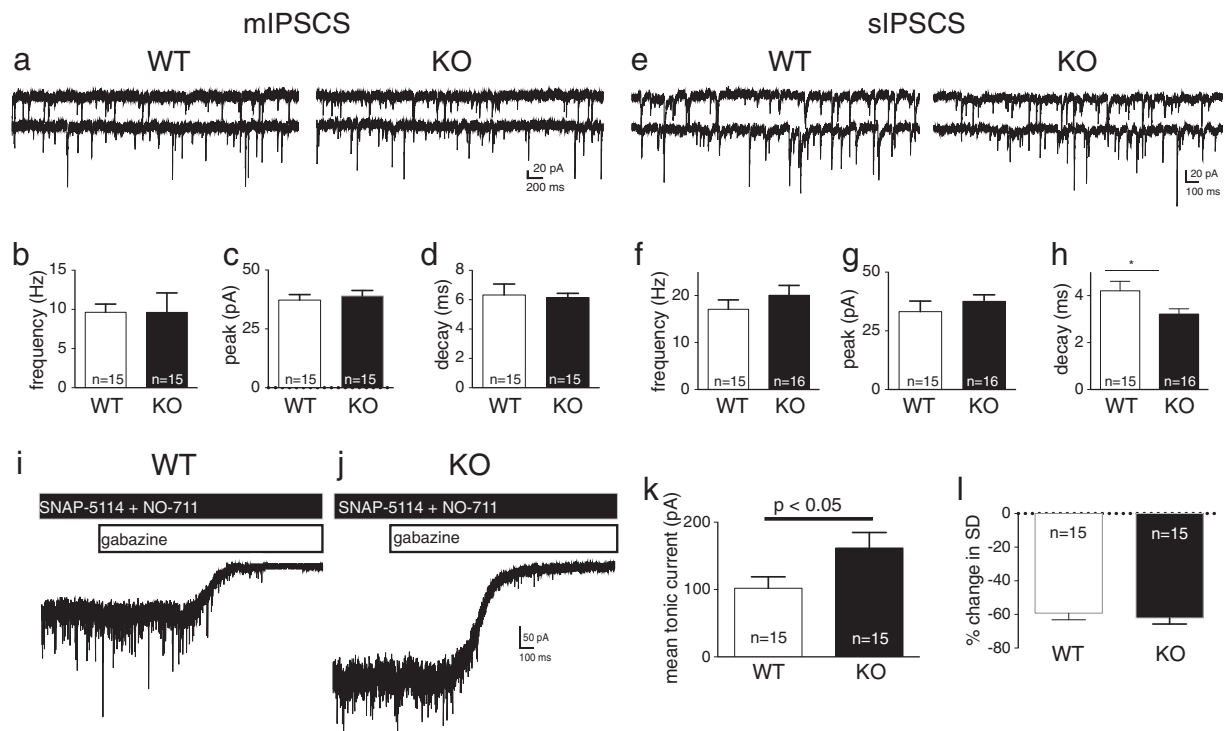 mIPSCS
sIPSCS
a WT KO
e WT KO
20 pA
200 ms
20 pA
100 ms
b
frequency (Hz)
15
10
5
0
n=15 n=15
WT KO
c
peak (pA)
50
25
0
n=15 n=15
WT KO
d
decay (ms)
8
6
4
2
0
n=15 n=15
WT KO
f
frequency (Hz)
20
10
0
n=15 n=16
WT KO
g
peak (pA)
50
25
0
n=15 n=16
WT KO
h
decay (ms)
*
4
2
0
n=15 n=16
WT KO
i WT
SNAP-5114 + NO-711
gabazine
j KO
SNAP-5114 + NO-711
gabazine
50 pA
100 ms
k
mean tonic current (pA)
p < 0.05
200
100
0
n=15 n=15
WT KO
l
% change in SD
0
-20
-40
-60
-80
n=15 n=15
WT KO